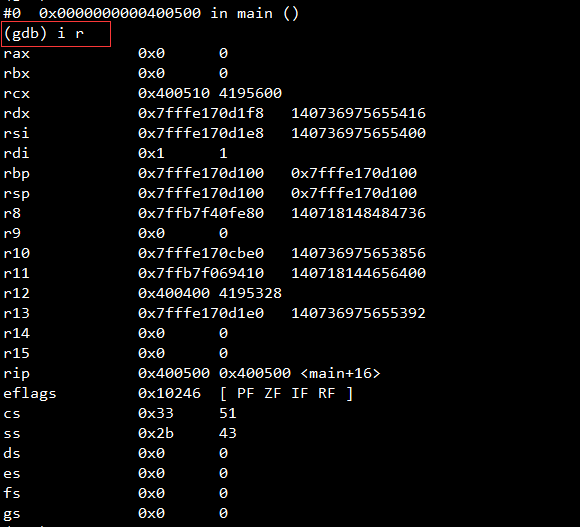 #0  0x0000000000400500 in main ()
(gdb) i r
rax            0x0      0
rbx            0x0      0
rcx            0x400510 4195600
rdx            0x7fffe170d1f8   140736975655416
rsi            0x7fffe170d1e8   140736975655400
rdi            0x1      1
rbp            0x7fffe170d100   0x7fffe170d100
rsp            0x7fffe170d100   0x7fffe170d100
r8             0x7ffb7f40fe80   140718148484736
r9             0x0      0
r10            0x7fffe170cbe0   140736975653856
r11            0x7ffb7f069410   140718144656400
r12            0x400400 4195328
r13            0x7fffe170d1e0   140736975655392
r14            0x0      0
r15            0x0      0
rip            0x400500 0x400500 <main+16>
eflags         0x10246  [ PF ZF IF RF ]
cs             0x33     51
ss             0x2b     43
ds             0x0      0
es             0x0      0
fs             0x0      0
gs             0x0      0